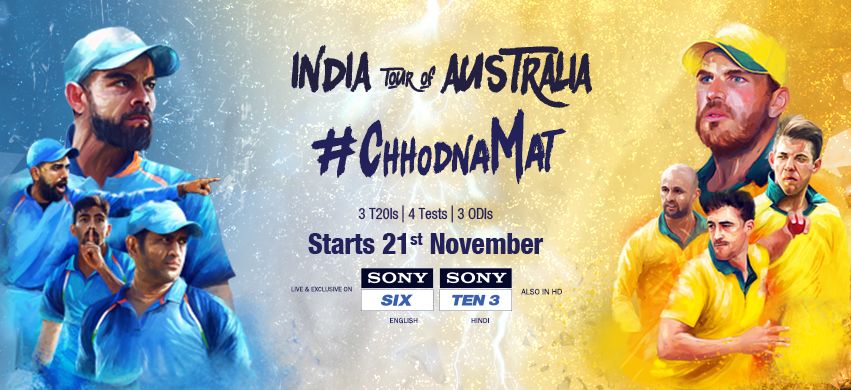 INDIA TOUR OF AUSTRALIA
#CHHODNAMAT
3 T20Is | 4 Tests | 3 ODIs
Starts 21st November
LIVE & EXCLUSIVE ON SONY SIX SONY TEN 3 ALSO IN HD
ENGLISH HINDI